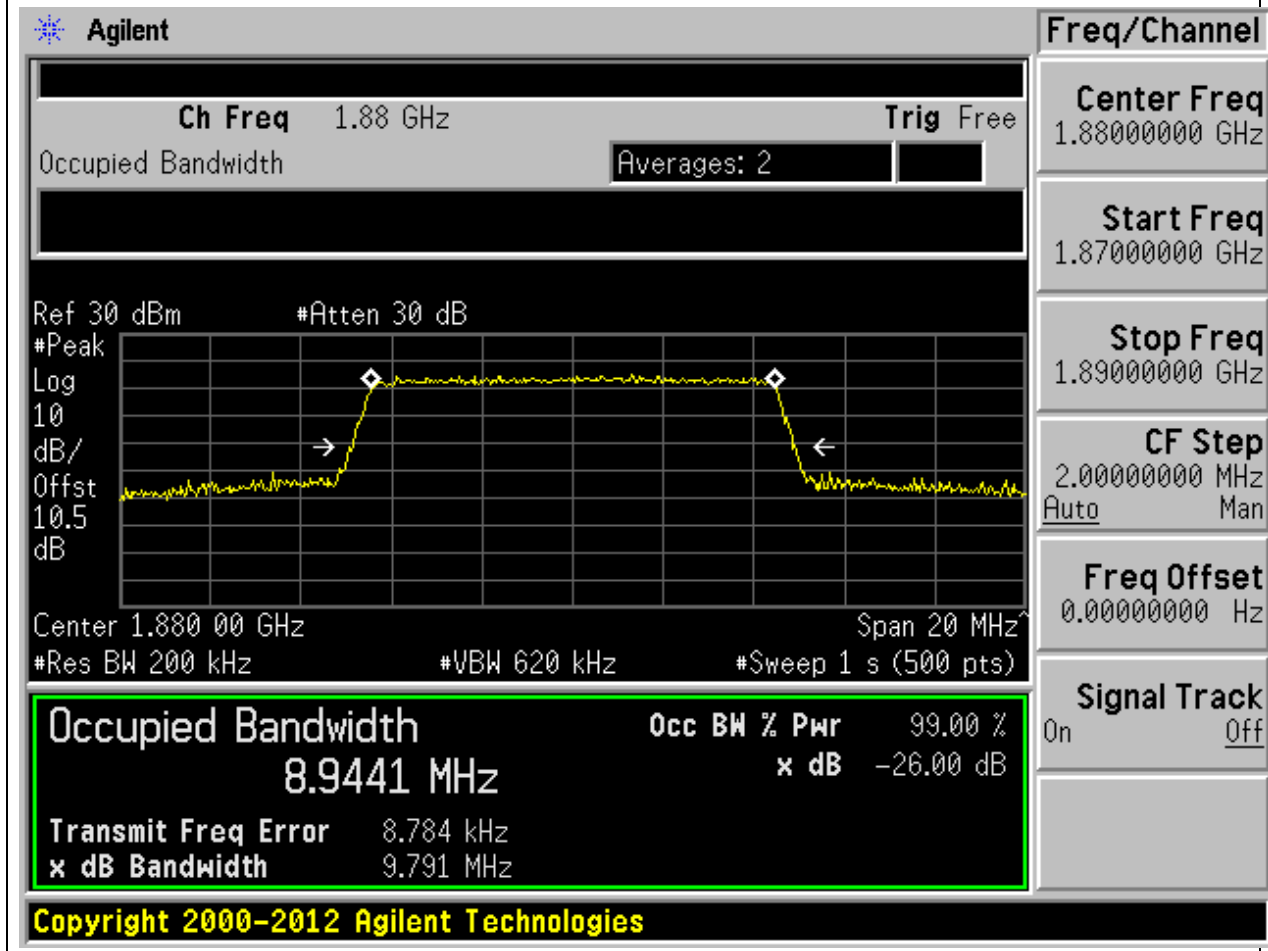 Agilent
Freq/Channel
Ch Freq 1.88 GHz Trig Free
Occupied Bandwidth Averages: 2
Center Freq
1.88000000 GHz
Start Freq
1.87000000 GHz
Stop Freq
1.89000000 GHz
CF Step
2.00000000 MHz
Auto Man
Freq Offset
0.00000000 Hz
Signal Track
On Off
Ref 30 dBm #Atten 30 dB
#Peak
Log
10
dB/
Offst
10.5
dB
Center 1.880 00 GHz Span 20 MHz^
#Res BW 200 kHz #VBW 620 kHz #Sweep 1 s (500 pts)
Occupied Bandwidth Occ BW % Pwr 99.00 %
8.9441 MHz x dB -26.00 dB
Transmit Freq Error 8.784 kHz
x dB Bandwidth 9.791 MHz
Copyright 2000-2012 Agilent Technologies